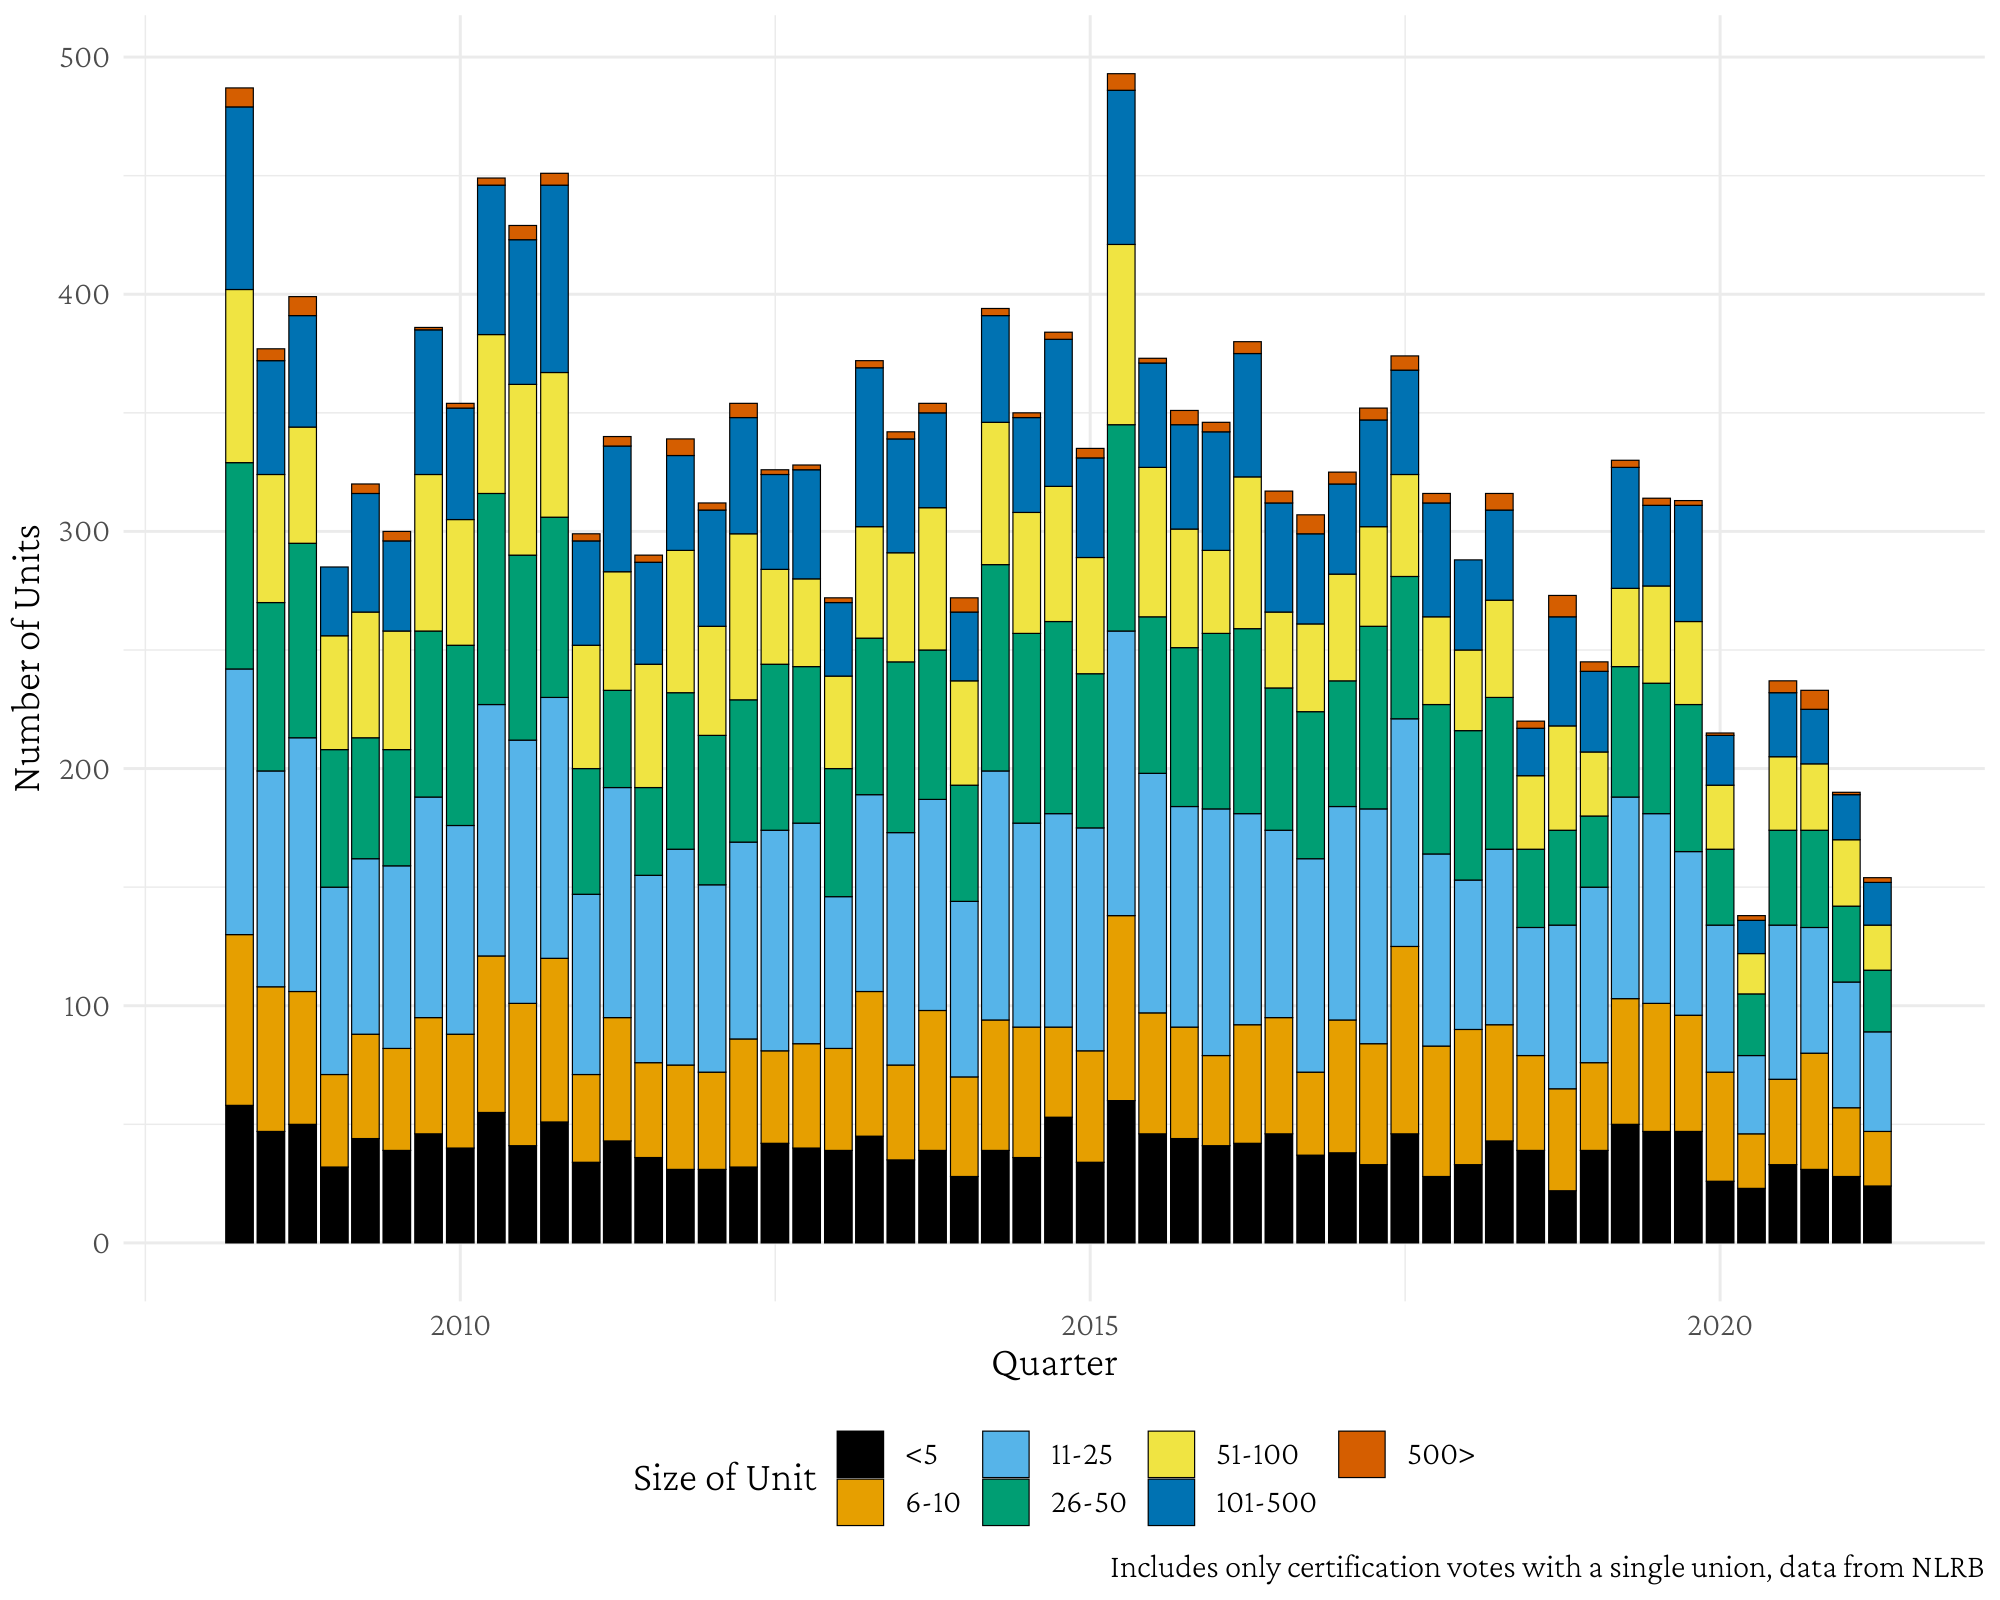 500
400
300
200
100
0
Number of Units
2010 2015 2020
Quarter
Size of Unit
<5 11-25 51-100 500>
6-10 26-50 101-500
Includes only certification votes with a single union, data from NLRB